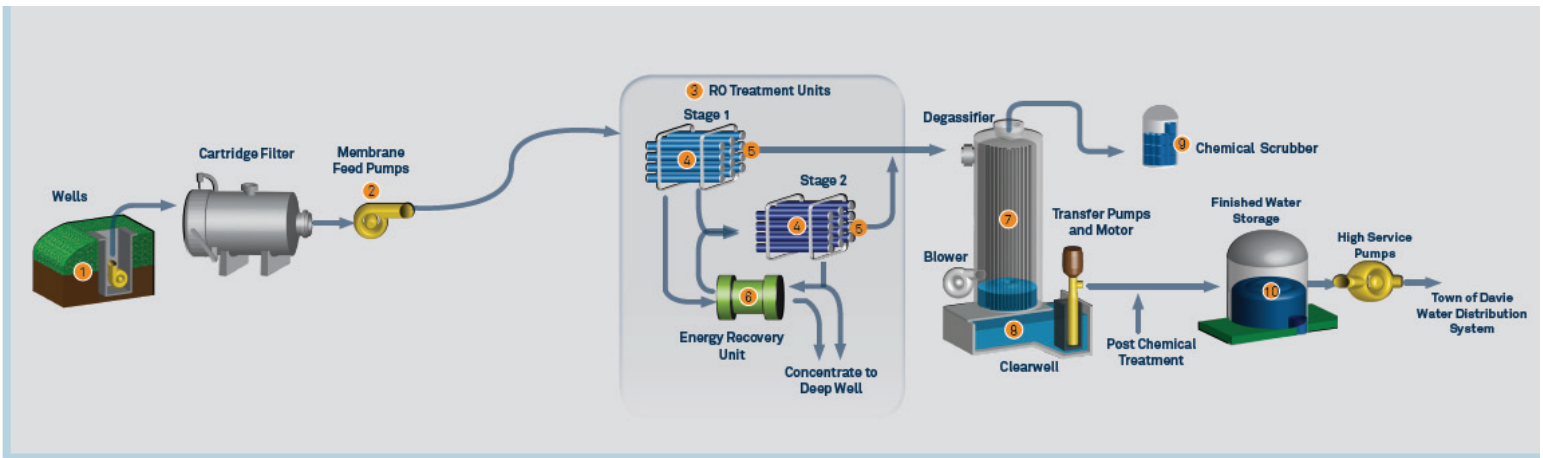 3 RO Treatment Units
Stage 1
4
5
Stage 2
4
5
6
Energy Recovery
Unit
Concentrate to
Deep Well
Wells
1
Cartridge Filter
Membrane
Feed Pumps
2
Degassifier
7
Blower
8
Clearwell
9
Chemical Scrubber
Transfer Pumps
and Motor
Post Chemical
Treatment
Finished Water
Storage
10
High Service
Pumps
Town of Davie
Water Distribution
System